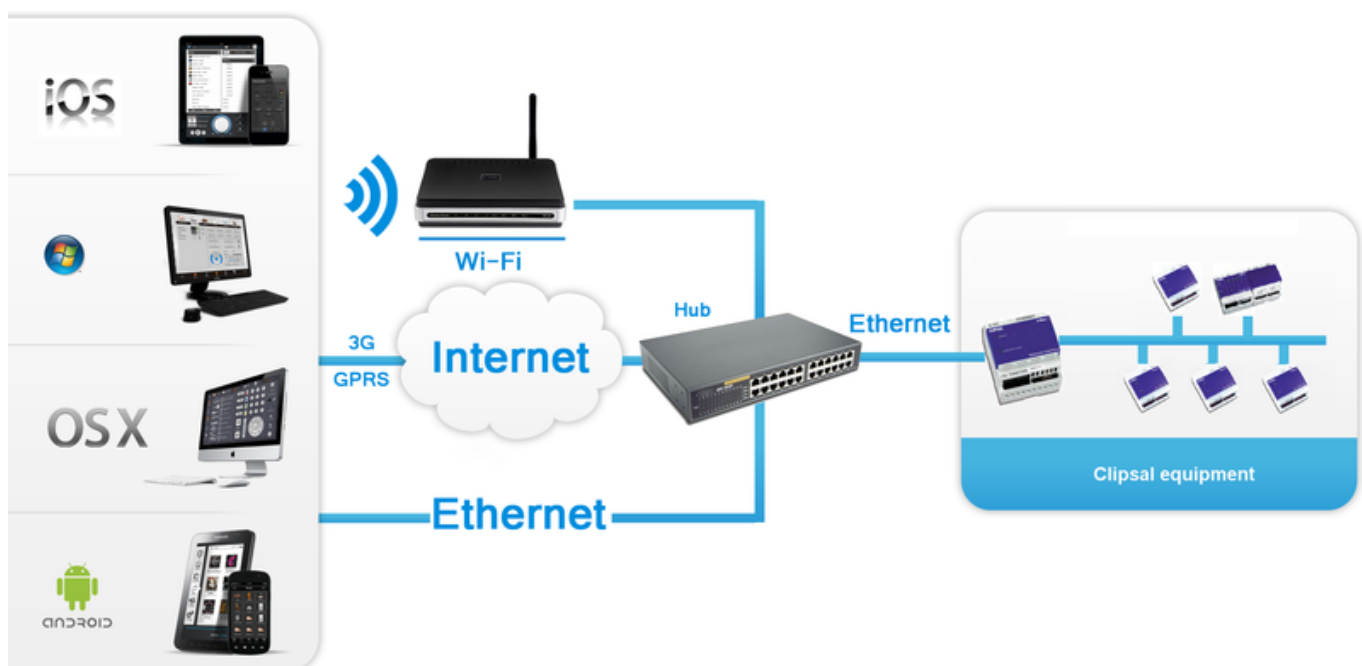 iOS
Wi-Fi
3G
GPRS
Internet
Hub
Ethernet
OS X
Ethernet
Clipsal equipment
ANDROID